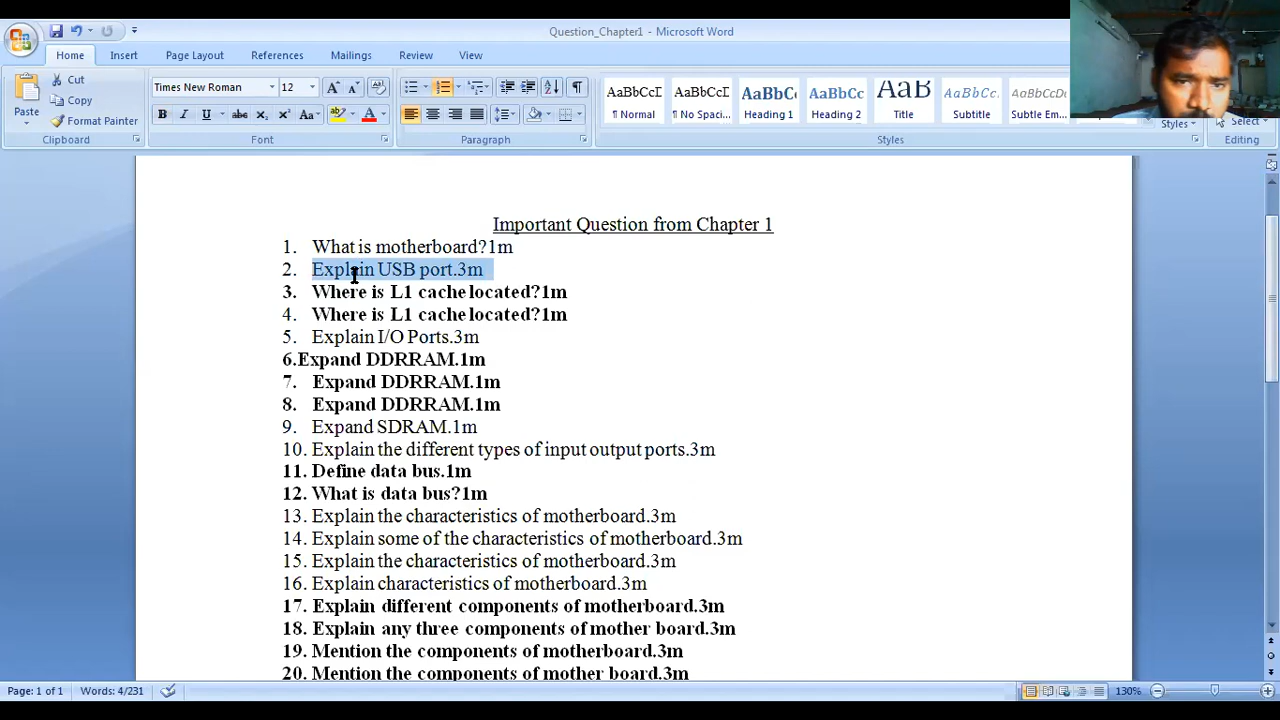 Question_Chapter1 - Microsoft Word
Home Insert Page Layout References Mailings Review View
Paste
Cut
Copy
Format Painter
Clipboard
Times New Roman 12
Font
Paragraph
AaBbCcD AaBbCcD AaBbC AaBbCc AaB AaBbCc. AaBbCcD
¶ Normal ¶ No Spaci... Heading 1 Heading 2 Title Subtitle Subtle Em...
Styles
Styles
Select
Editing
Important Question from Chapter 1
1. What is motherboard?1m
2. Explain USB port.3m
3. Where is L1 cache located?1m
4. Where is L1 cache located?1m
5. Explain I/O Ports.3m
6.Expand DDRRAM.1m
7. Expand DDRRAM.1m
8. Expand DDRRAM.1m
9. Expand SDRAM.1m
10. Explain the different types of input output ports.3m
11. Define data bus.1m
12. What is data bus?1m
13. Explain the characteristics of motherboard.3m
14. Explain some of the characteristics of motherboard.3m
15. Explain the characteristics of motherboard.3m
16. Explain characteristics of motherboard.3m
17. Explain different components of motherboard.3m
18. Explain any three components of mother board.3m
19. Mention the components of motherboard.3m
20. Mention the components of mother board.3m
Page: 1 of 1 Words: 4/231 130%